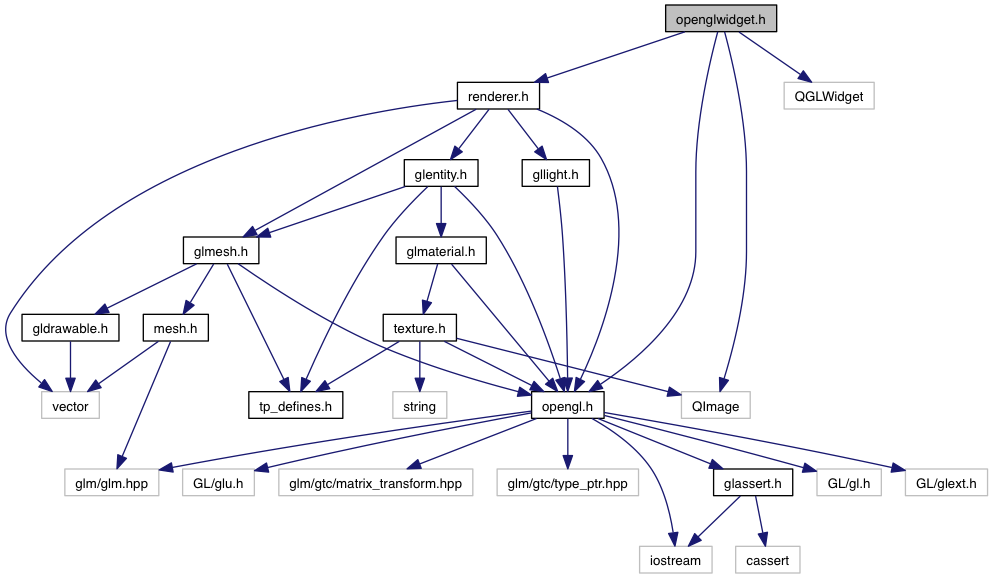 openglwidget.h
renderer.h
QGLWidget
glentity.h
gllight.h
glmesh.h
glmaterial.h
gldrawable.h
mesh.h
texture.h
vector
tp_defines.h
string
opengl.h
QImage
glm/glm.hpp
GL/glu.h
glm/gtc/matrix_transform.hpp
glm/gtc/type_ptr.hpp
glassert.h
GL/gl.h
GL/glext.h
iostream
cassert